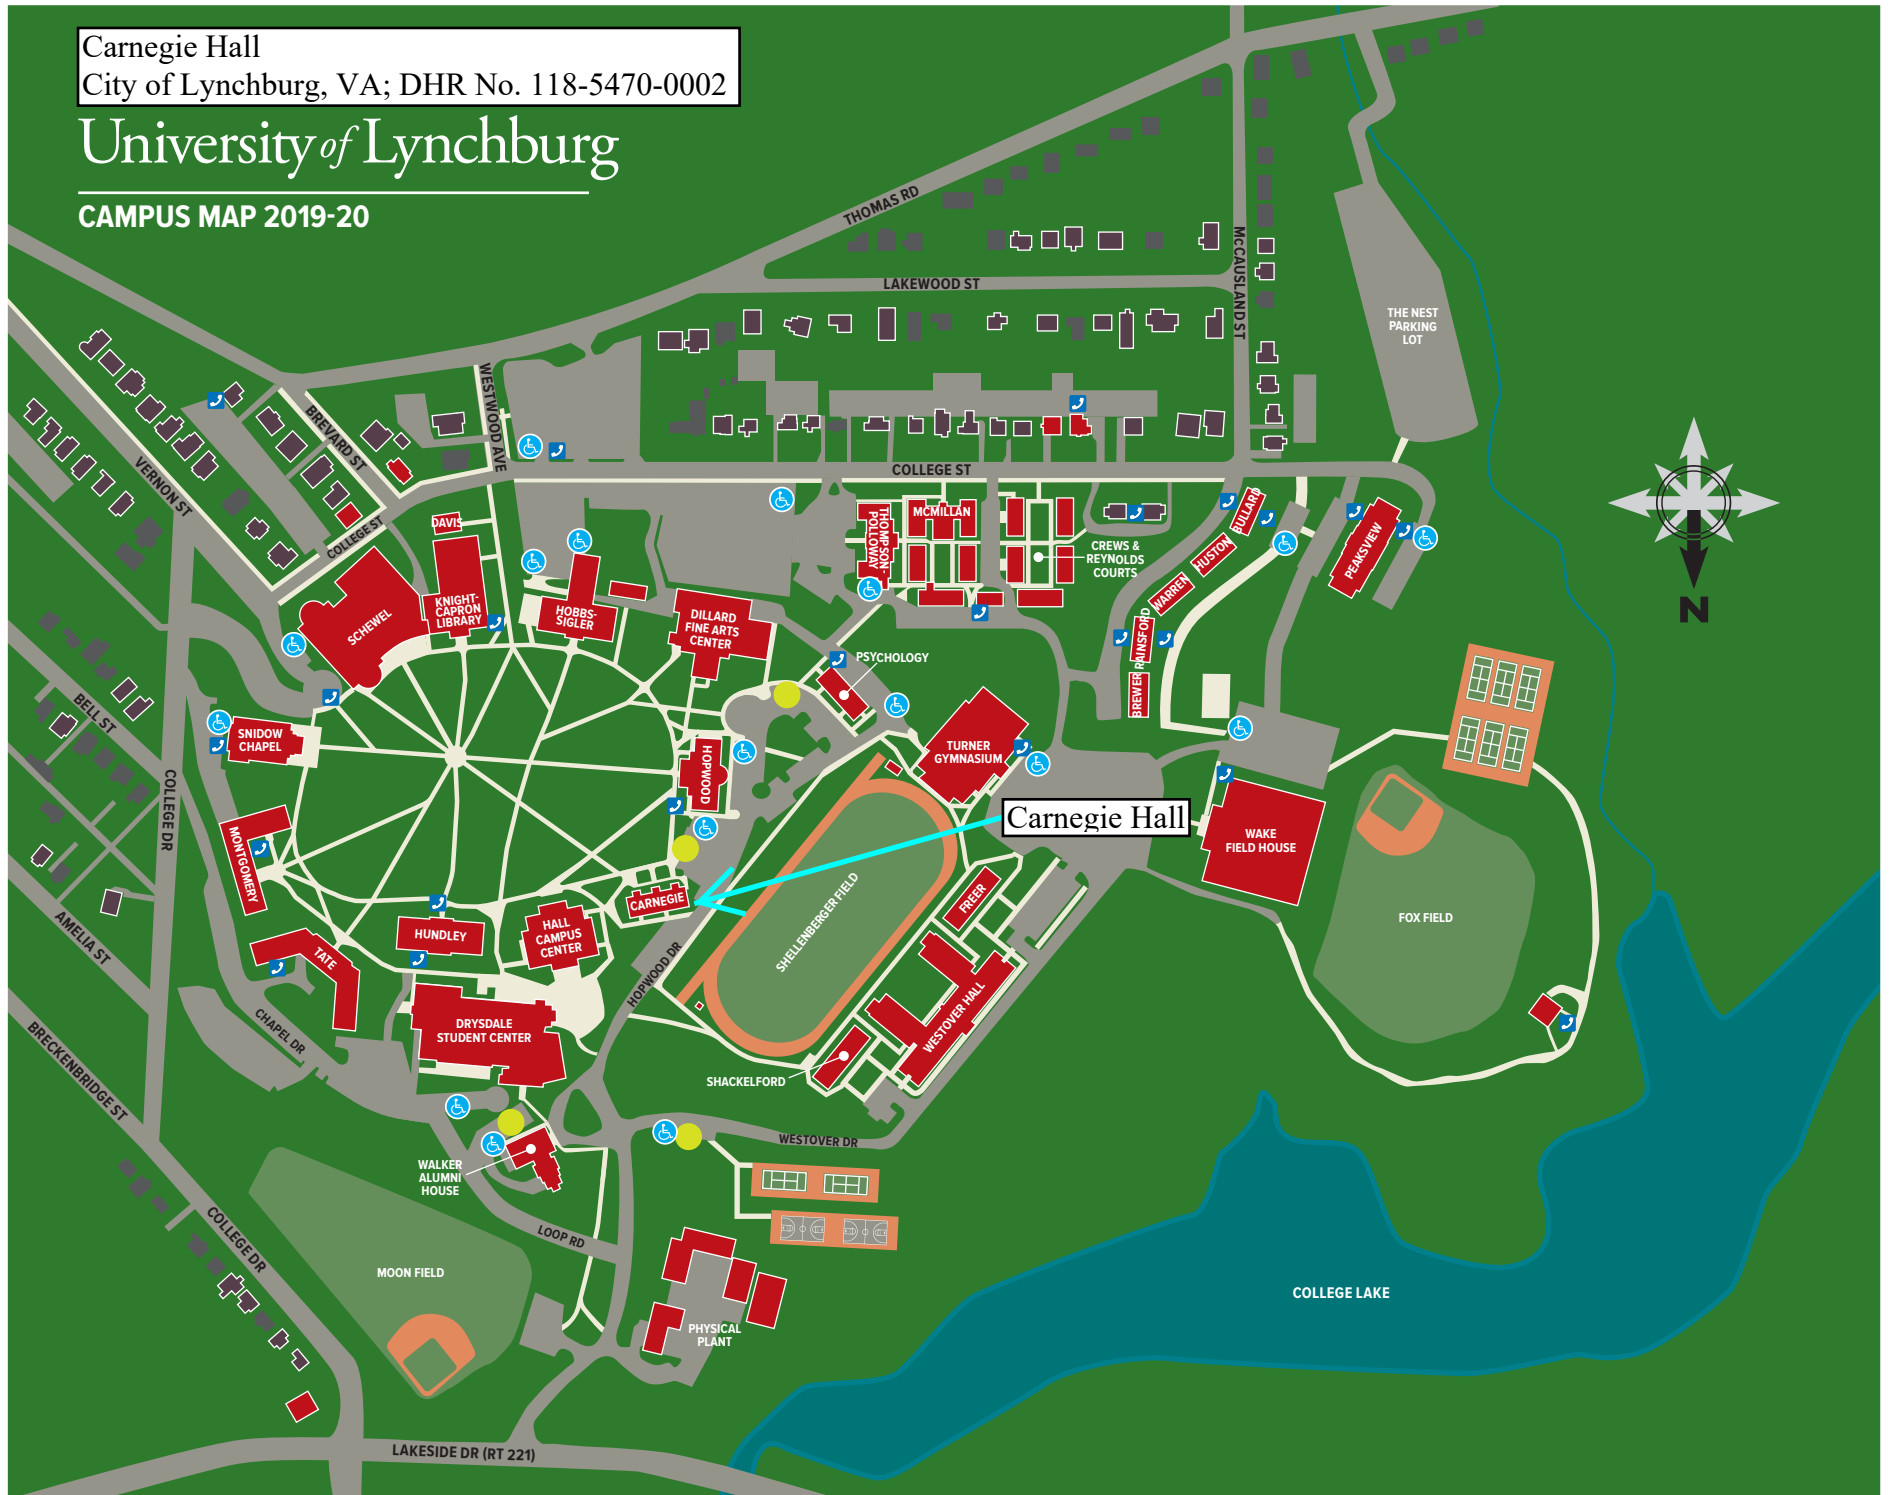 Carnegie Hall
City of Lynchburg, VA; DHR No. 118-5470-0002
University of Lynchburg
CAMPUS MAP 2019-20
THOMAS RD
McCAUSLAND ST
LAKEWOOD ST
THE NEST
PARKING
LOT
WESTWOOD AVE
BREVARD ST
VERNON ST
COLLEGE ST
COLLEGE ST
DAVIS
KNIGHT-
CAPRON
LIBRARY
SCHEWEL
HOBBS-
SIGLER
DILLARD
FINE ARTS
CENTER
THOMPSON-
POLLOWAY
MCMILLAN
CREWS &
REYNOLDS
COURTS
BULLARD
HUSTON
WARREN
RAINSFORD
BREWER
PEAKSVIEW
N
PSYCHOLOGY
BELL ST
SNIDOW
CHAPEL
HOPWOOD
TURNER
GYMNASIUM
Carnegie Hall
WAKE
FIELD HOUSE
COLLEGE DR
MONTGOMERY
CARNEGIE
FREER
FOX FIELD
SHELLENBERGER FIELD
AMELIA ST
TATE
HUNDLEY
HALL
CAMPUS
CENTER
HOPWOOD DR
WESTOVER HALL
CHAPEL DR
DRYSDALE
STUDENT CENTER
SHACKELFORD
BRECKENBRIDGE ST
WESTOVER DR
WALKER
ALUMNI
HOUSE
LOOP RD
COLLEGE DR
MOON FIELD
COLLEGE LAKE
PHYSICAL
PLANT
LAKESIDE DR (RT 221)